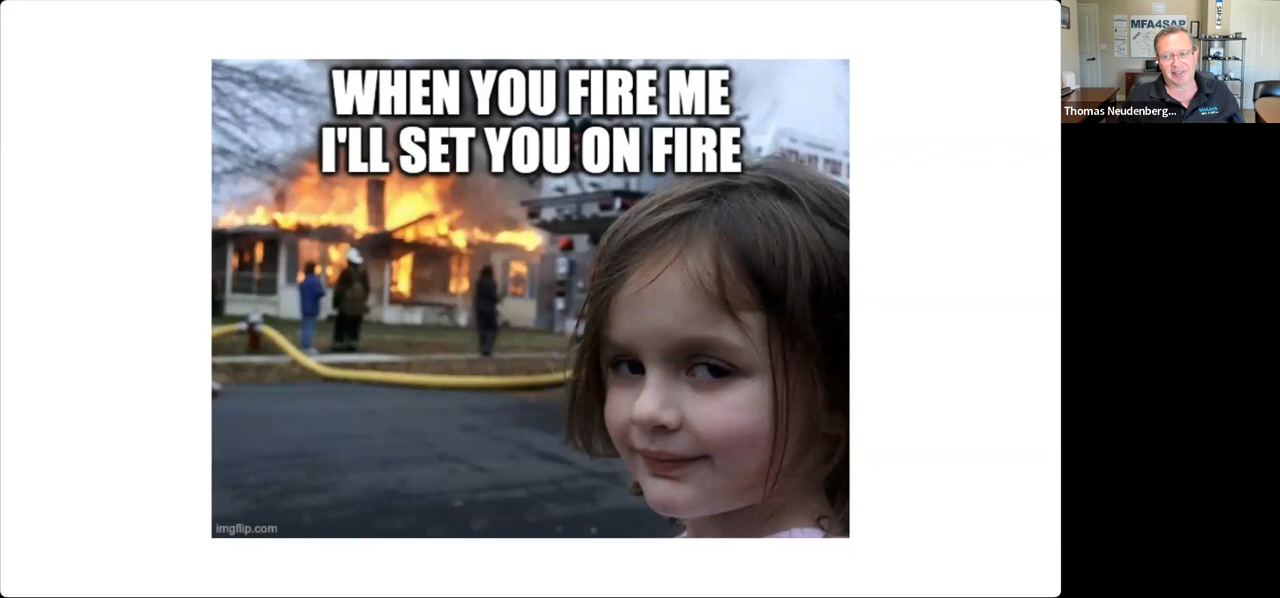 WHEN YOU FIRE ME
I'LL SET YOU ON FIRE
imgflip.com
MFA4SAP
Thomas Neudenberg...